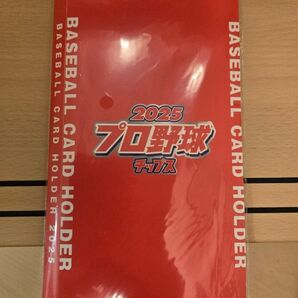 BASEBALL CARD HOLDER
BASEBALL CARD HOLDER 2025
2025
プロ野球
チップス
BASEBALL CARD HOLDER